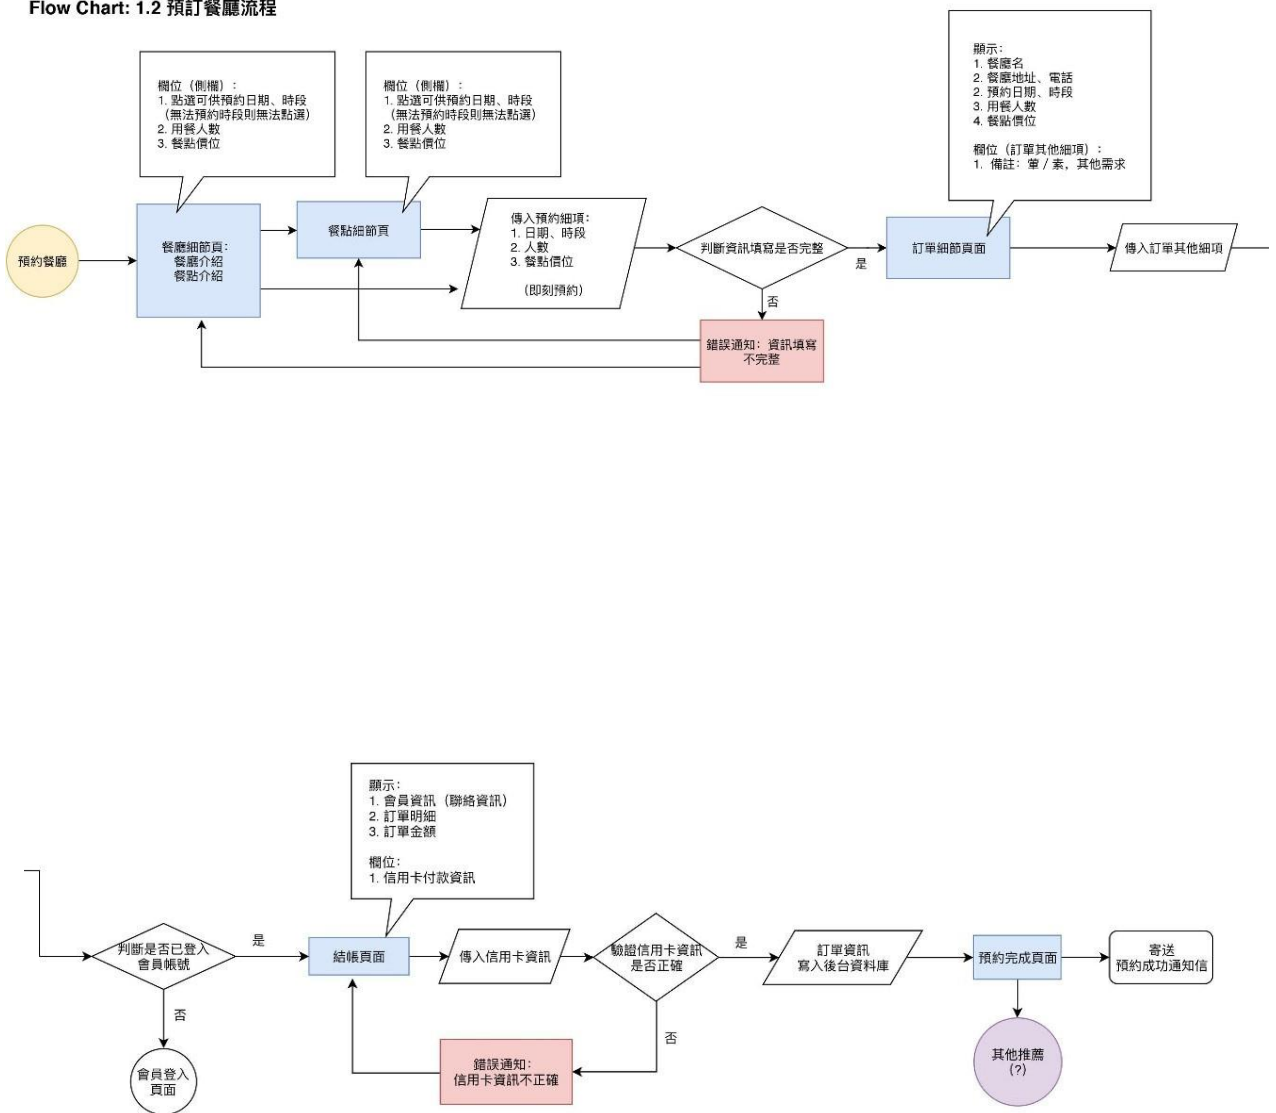 Flow Chart: 1.2 預訂餐廳流程
欄位（側欄）：
1. 點選可供預約日期、時段
（無法預約時段則無法點選）
2. 用餐人數
3. 餐點價位
欄位（側欄）：
1. 點選可供預約日期、時段
（無法預約時段則無法點選）
2. 用餐人數
3. 餐點價位
顯示：
1. 餐廳名
2. 餐廳地址、電話
2. 預約日期、時段
3. 用餐人數
4. 餐點價位
欄位（訂單其他細項）：
1. 備註：葷 / 素，其他需求
預約餐廳
餐廳細節頁：
餐廳介紹
餐點介紹
餐點細節頁
傳入預約細項：
1. 日期、時段
2. 人數
3. 餐點價位
（即刻預約）
判斷資訊填寫是否完整
是
否
錯誤通知：資訊填寫
不完整
訂單細節頁面
傳入訂單其他細項
顯示：
1. 會員資訊（聯絡資訊）
2. 訂單明細
3. 訂單金額
欄位：
1. 信用卡付款資訊
判斷是否已登入
會員帳號
是
否
會員登入
頁面
結帳頁面
傳入信用卡資訊
驗證信用卡資訊
是否正確
是
否
錯誤通知：
信用卡資訊不正確
訂單資訊
寫入後台資料庫
預約完成頁面
寄送
預約成功通知信
其他推薦
(?)